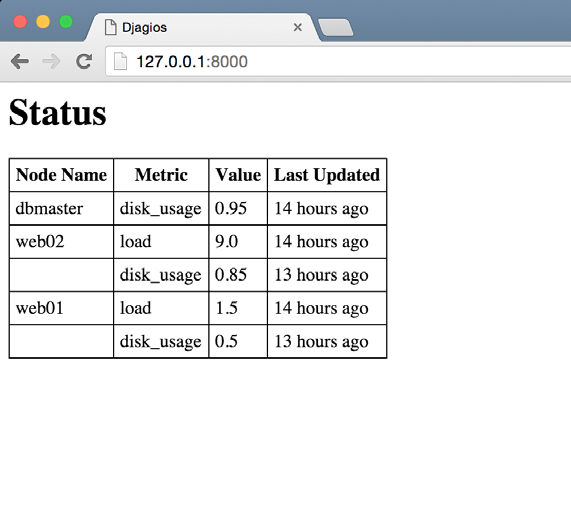 Djagios
127.0.0.1:8000
Status
Node Name Metric Value Last Updated
dbmaster disk_usage 0.95 14 hours ago
web02 load 9.0 14 hours ago
disk_usage 0.85 13 hours ago
web01 load 1.5 14 hours ago
disk_usage 0.5 13 hours ago